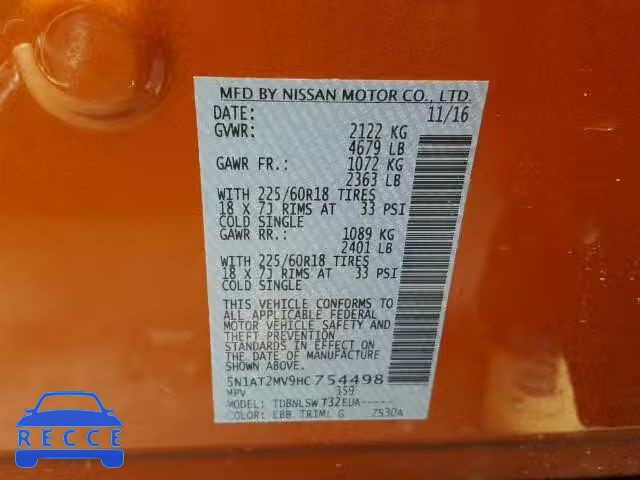 MFD BY NISSAN MOTOR CO., LTD.
DATE: 11/16
GVWR: 2122 KG
4679 LB
GAWR FR.: 1072 KG
2363 LB
WITH 225/60R18 TIRES
18 X 7J RIMS AT 33 PSI
COLD SINGLE
GAWR RR.: 1089 KG
2401 LB
WITH 225/60R18 TIRES
18 X 7J RIMS AT 33 PSI
COLD SINGLE
THIS VEHICLE CONFORMS TO
ALL APPLICABLE FEDERAL
MOTOR VEHICLE SAFETY AND
THEFT PREVENTION
STANDARDS IN EFFECT ON
THE DATE OF MANUFACTURE
SHOWN ABOVE.
5N1AT2MV9HC754498
MPV 359
MODEL: TDBNLSW T32EUA-----
COLOR: EBB TRIM: G 7530A